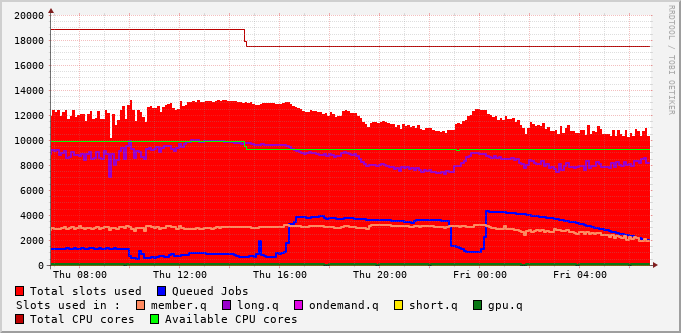 20000
18000
16000
14000
12000
10000
8000
6000
4000
2000
0
Thu 08:00 Thu 12:00 Thu 16:00 Thu 20:00 Fri 00:00 Fri 04:00
RRDTOOL / TOBI OETIKER
Total slots used Queued Jobs
Slots used in : member.q long.q ondemand.q short.q gpu.q
Total CPU cores Available CPU cores